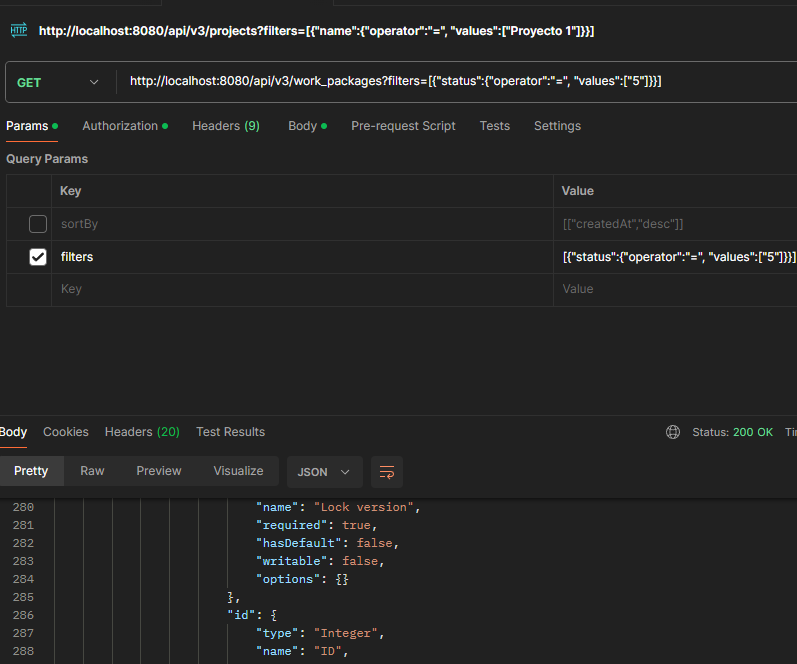 HTTP http://localhost:8080/api/v3/projects?filters=[{"name":{"operator":"=", "values":["Proyecto 1"]}}]
GET http://localhost:8080/api/v3/work_packages?filters=[{"status":{"operator":"=", "values":["5"]}}]
Params Authorization Headers (9) Body Pre-request Script Tests Settings
Query Params
Key Value
sortBy [["createdAt","desc"]]
filters [{"status":{"operator":"=", "values":["5"]}}]
Key Value
Body Cookies Headers (20) Test Results Status: 200 OK
Pretty Raw Preview Visualize JSON
280 "name": "Lock version",
281 "required": true,
282 "hasDefault": false,
283 "writable": false,
284 "options": {}
285 },
286 "id": {
287 "type": "Integer",
288 "name": "ID",